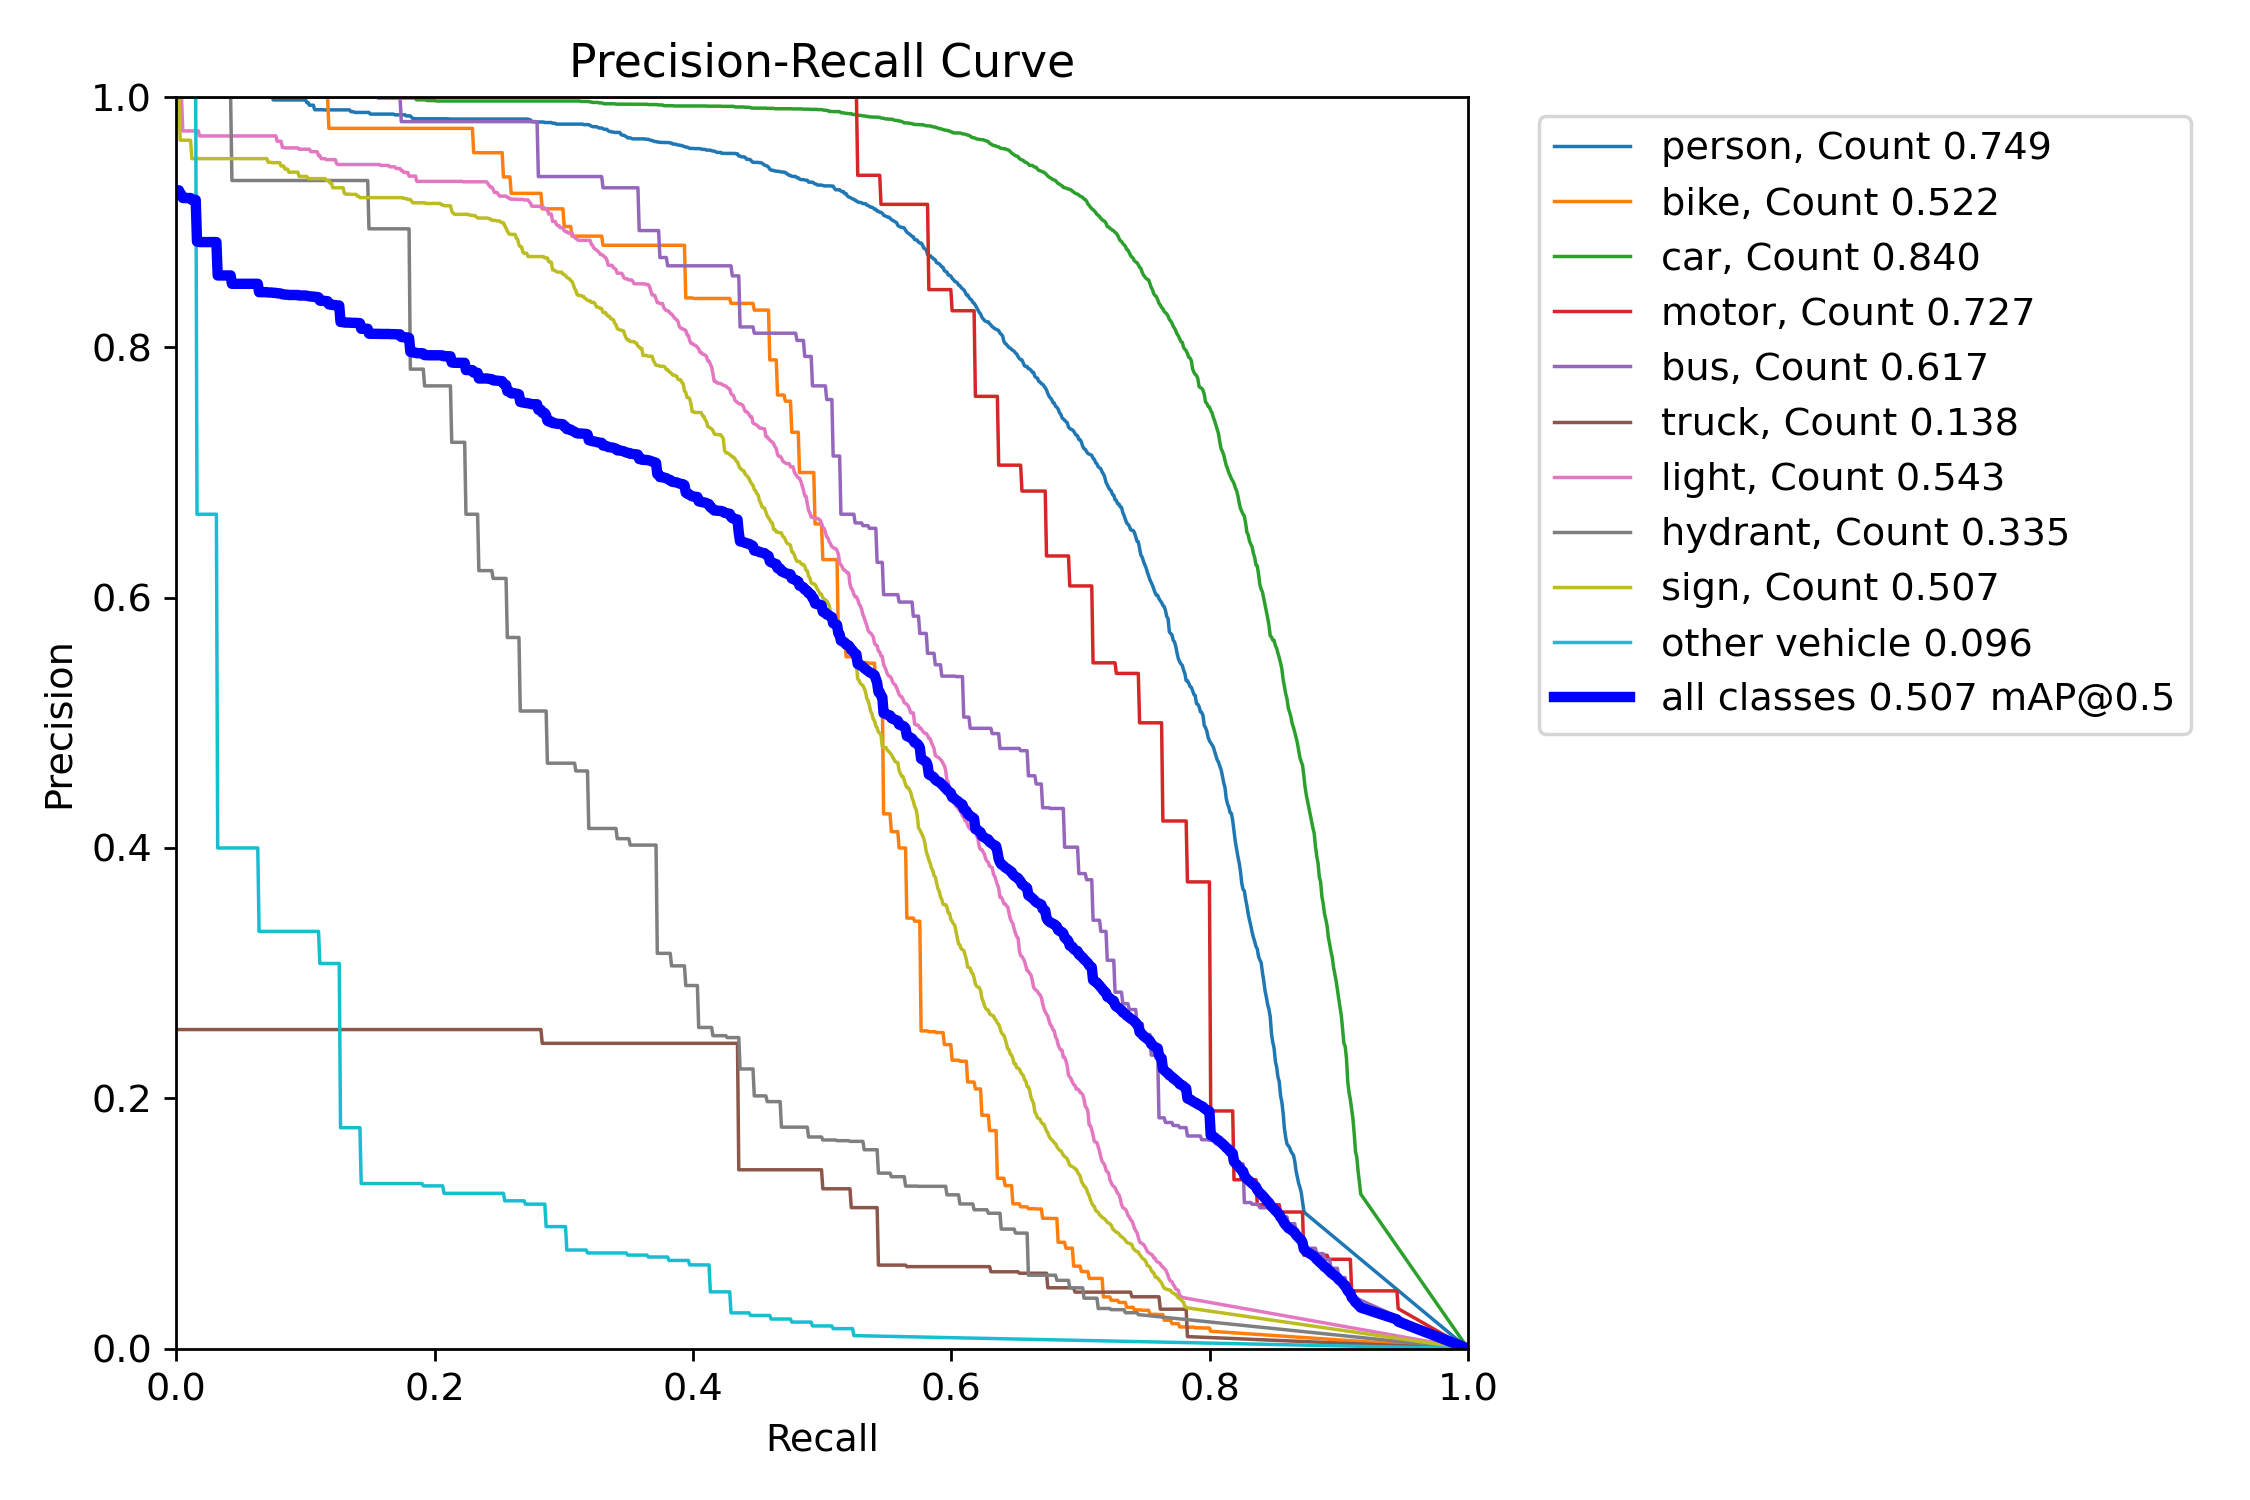 Precision-Recall Curve
1.0
0.8
0.6
0.4
0.2
0.0
Precision
0.0 0.2 0.4 0.6 0.8 1.0
Recall
person, Count 0.749
bike, Count 0.522
car, Count 0.840
motor, Count 0.727
bus, Count 0.617
truck, Count 0.138
light, Count 0.543
hydrant, Count 0.335
sign, Count 0.507
other vehicle 0.096
all classes 0.507 mAP@0.5